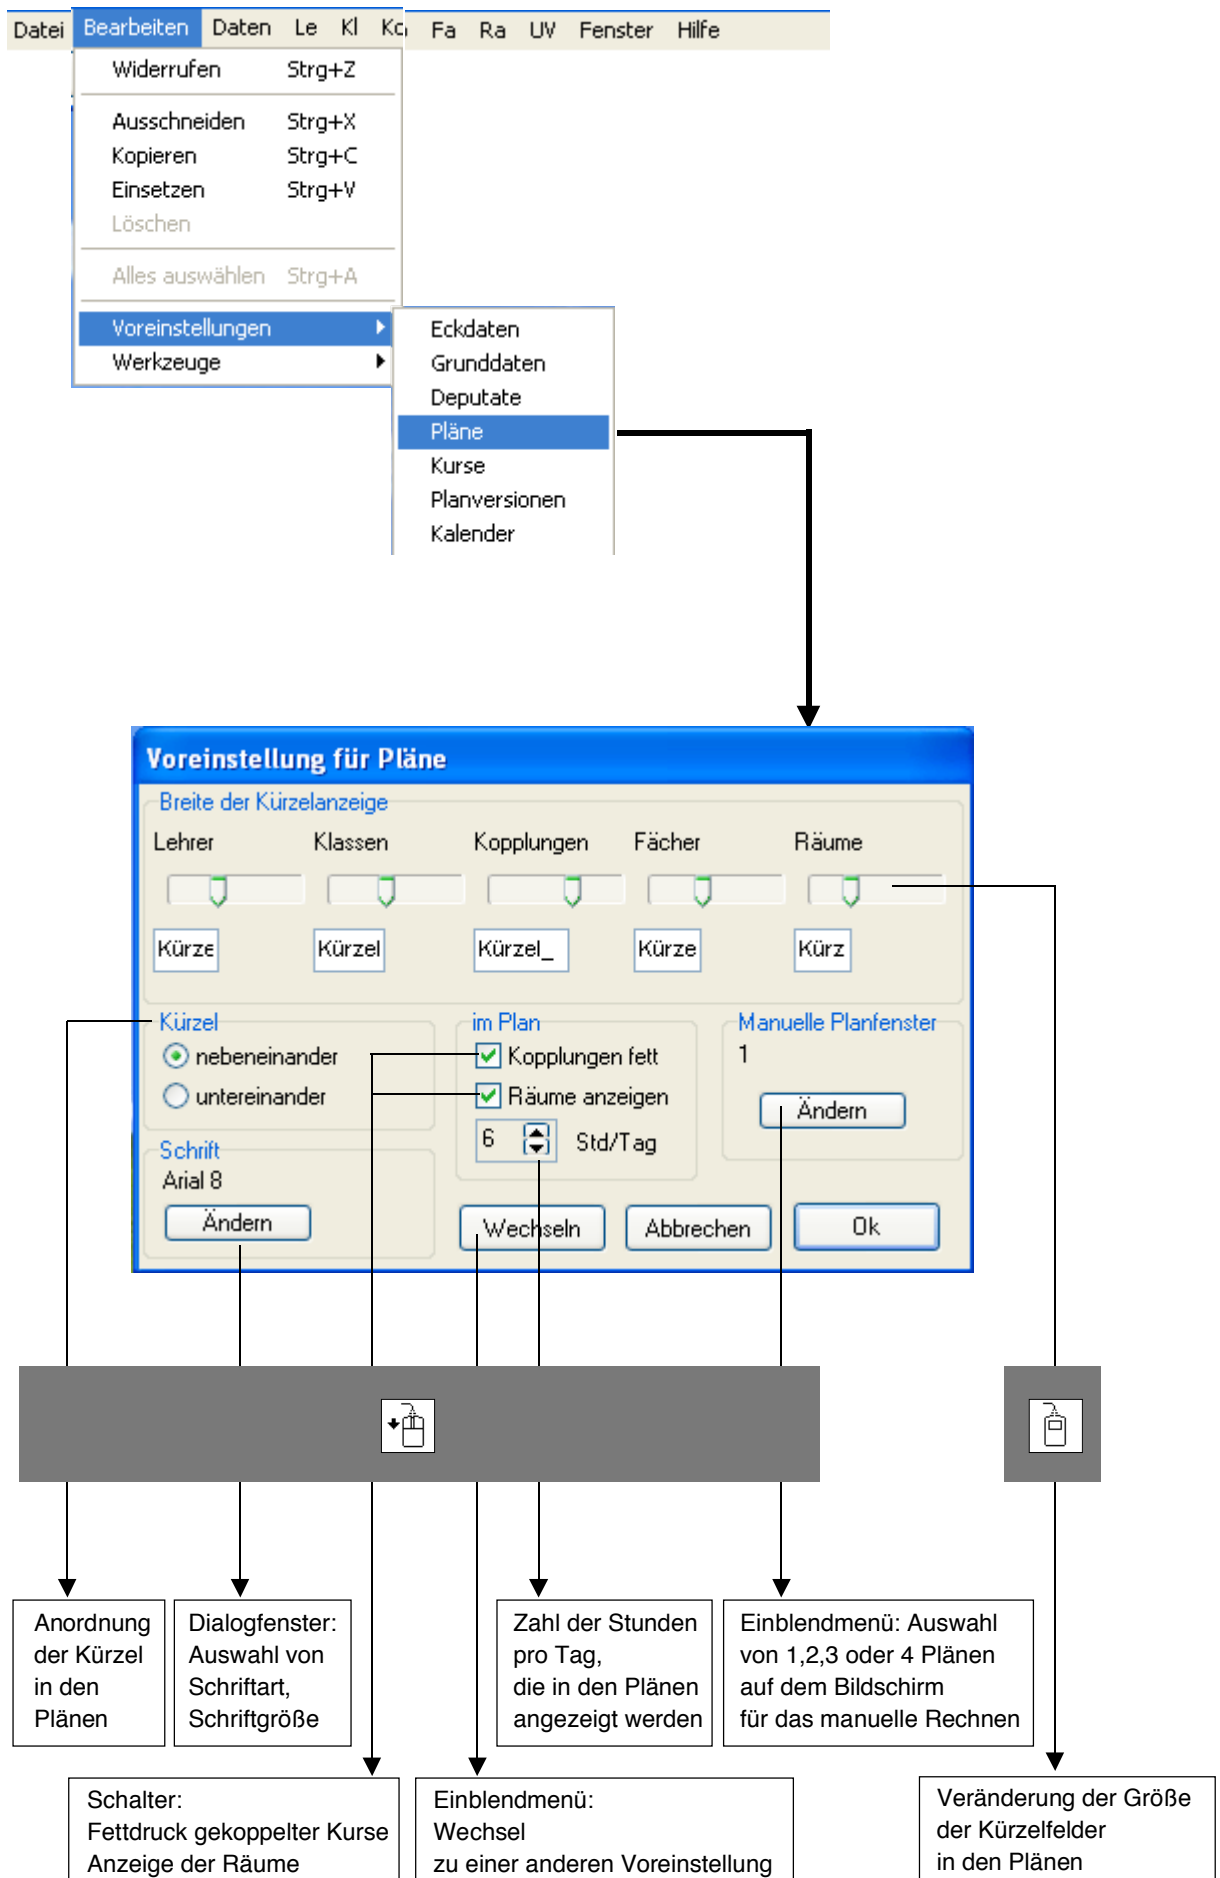 Datei Bearbeiten Daten Le Kl Ko Fa Ra UV Fenster Hilfe
Widerrufen Strg+Z
Ausschneiden Strg+X
Kopieren Strg+C
Einsetzen Strg+V
Löschen
Alles auswählen Strg+A
Voreinstellungen
Werkzeuge
Eckdaten
Grunddaten
Deputate
Pläne
Kurse
Planversionen
Kalender
Voreinstellung für Pläne
Breite der Kürzelanzeige
Lehrer Klassen Kopplungen Fächer Räume
Kürze Kürzel Kürzel_ Kürze Kürz
Kürzel
nebeneinander
untereinander
im Plan
Kopplungen fett
Räume anzeigen
6 Std/Tag
Manuelle Planfenster
1
Ändern
Schrift
Arial 8
Ändern
Wechseln Abbrechen Ok
Anordnung
der Kürzel
in den
Plänen
Dialogfenster:
Auswahl von
Schriftart,
Schriftgröße
Zahl der Stunden
pro Tag,
die in den Plänen
angezeigt werden
Einblendmenü: Auswahl
von 1,2,3 oder 4 Plänen
auf dem Bildschirm
für das manuelle Rechnen
Schalter:
Fettdruck gekoppelter Kurse
Anzeige der Räume
Einblendmenü:
Wechsel
zu einer anderen Voreinstellung
Veränderung der Größe
der Kürzelfelder
in den Plänen